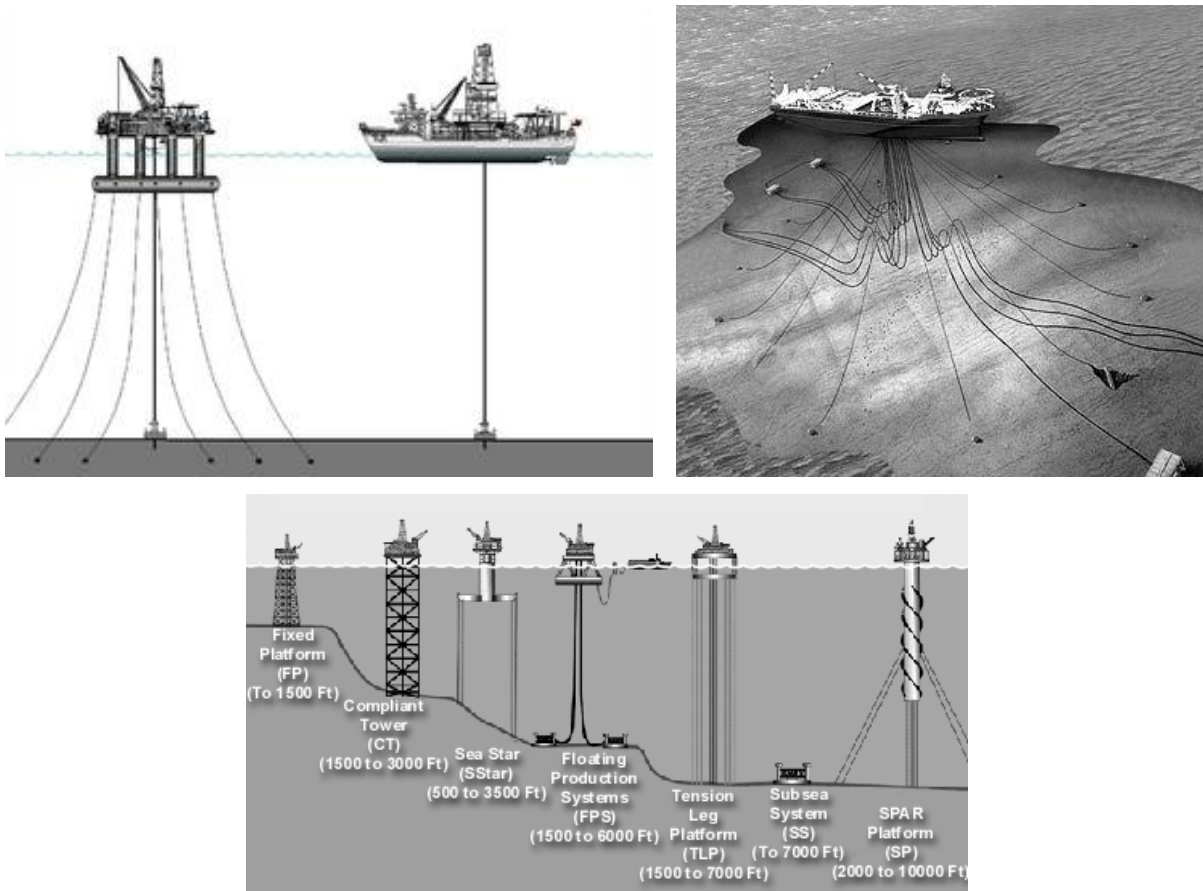 Fixed
Platform
(FP)
(To 1500 Ft)
Compliant
Tower
(CT)
(1500 to 3000 Ft)
Sea Star
(SStar)
(500 to 3500 Ft)
Floating
Production
Systems
(FPS)
(1500 to 6000 Ft)
Tension
Leg
Platform
(TLP)
(1500 to 7000 Ft)
Subsea
System
(SS)
(To 7000 Ft)
SPAR
Platform
(SP)
(2000 to 10000 Ft)